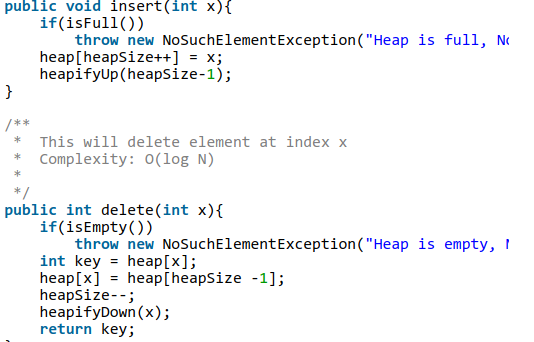 public void insert(int x){
    if(isFull())
        throw new NoSuchElementException("Heap is full,
    heap[heapSize++] = x;
    heapifyUp(heapSize-1);
}
/**
 *  This will delete element at index x
 *  Complexity: O(log N)
 *
 */
public int delete(int x){
    if(isEmpty())
        throw new NoSuchElementException("Heap is empty,
    int key = heap[x];
    heap[x] = heap[heapSize -1];
    heapSize--;
    heapifyDown(x);
    return key;